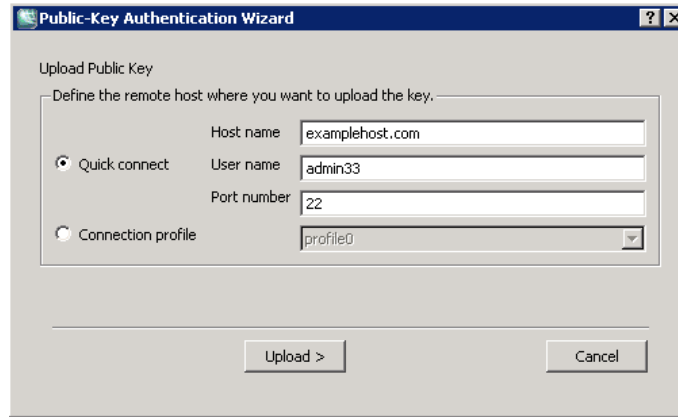 Public-Key Authentication Wizard
Upload Public Key
Define the remote host where you want to upload the key.
Host name examplehost.com
Quick connect User name admin33
Port number 22
Connection profile profile0
Upload > Cancel